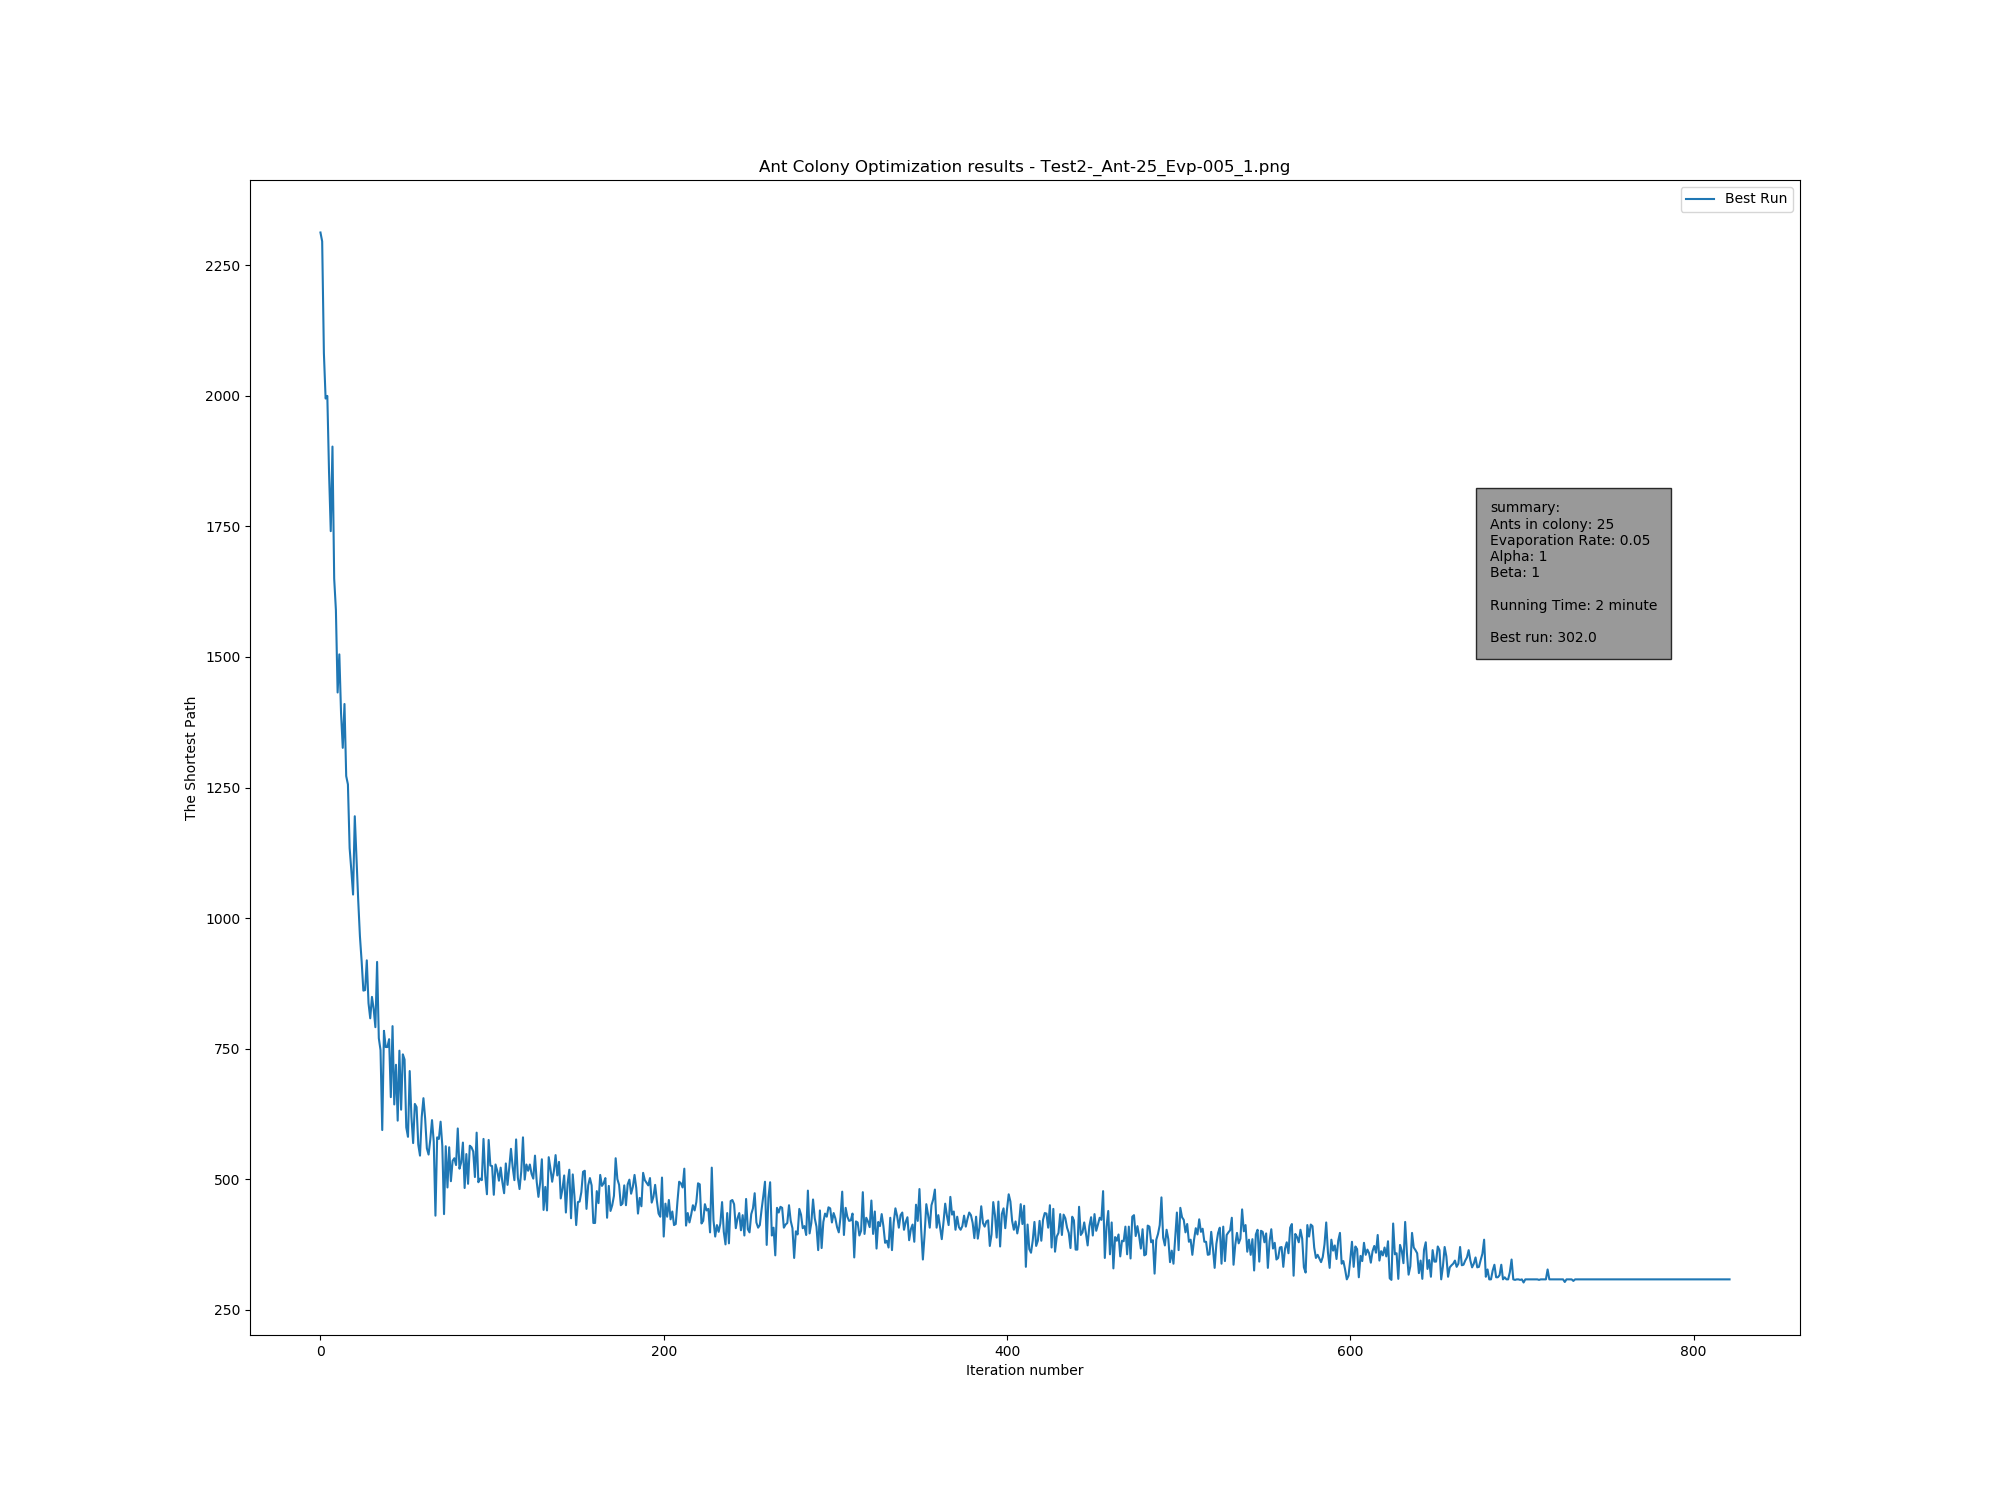 Ant Colony Optimization results - Test2-_Ant-25_Evp-005_1.png
Best Run
2250
2000
1750
1500
1250
1000
750
500
250
The Shortest Path
summary:
Ants in colony: 25
Evaporation Rate: 0.05
Alpha: 1
Beta: 1
Running Time: 2 minute
Best run: 302.0
0 200 400 600 800
Iteration number